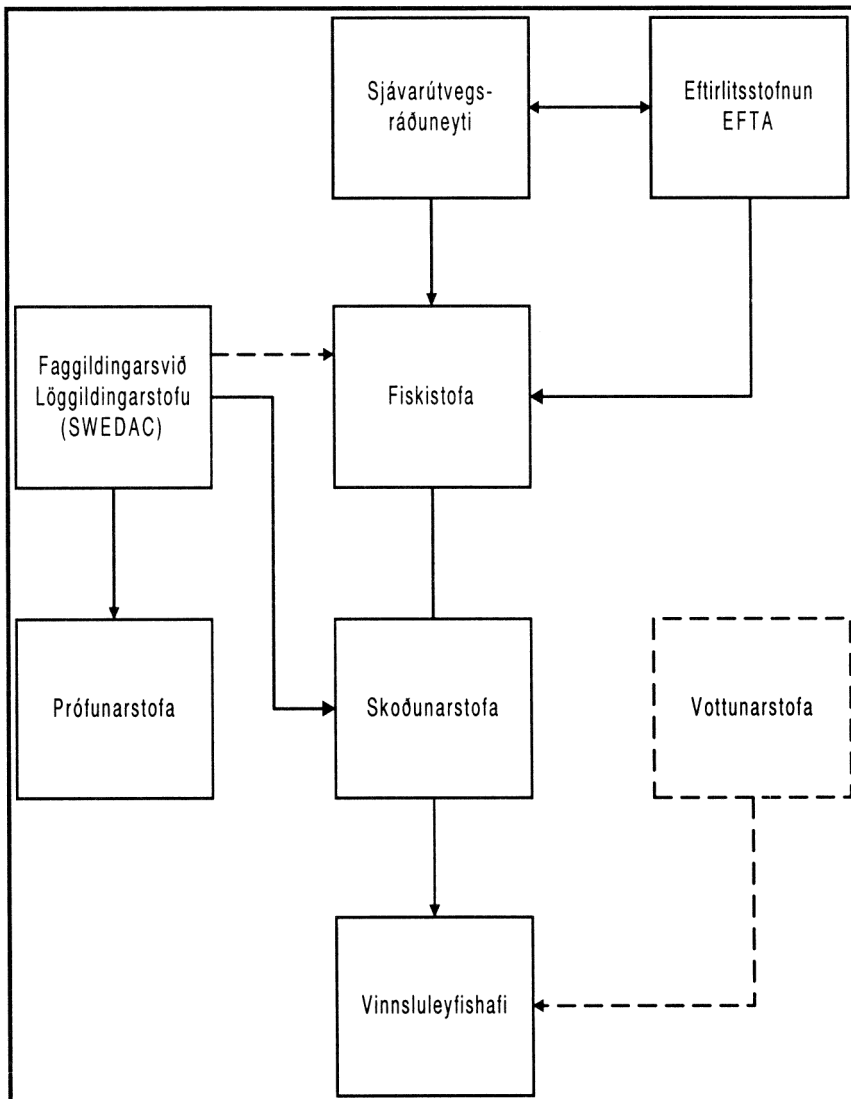 Sjávarútvegs-
ráðuneyti
Eftirlitsstofnun
EFTA
Faggildingarsvið
Löggildingarstofu
(SWEDAC)
Fiskistofa
Prófunarstofa
Skoðunarstofa
Vottunarstofa
Vinnsluleyfishafi